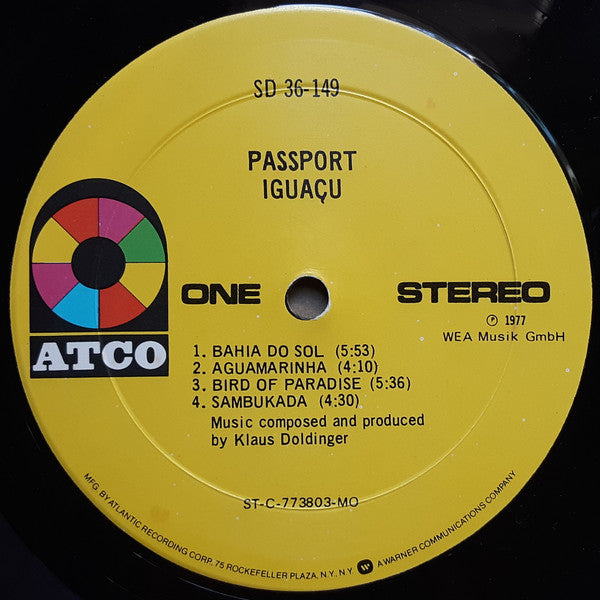 SD 36-149
PASSPORT
IGUAÇU
ATCO
ONE
STEREO
Ⓟ 1977
WEA Musik GmbH
1. BAHIA DO SOL (5:53)
2. AGUAMARINHA (4:10)
3. BIRD OF PARADISE (5:36)
4. SAMBUKADA (4:30)
Music composed and produced
by Klaus Doldinger
ST-C-773803-MO
MFG. BY ATLANTIC RECORDING CORP. 75 ROCKEFELLER PLAZA, N.Y., N.Y. W A WARNER COMMUNICATIONS COMPANY